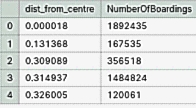 dist_from_centre NumberOfBoardings
0 0.000018 1892435
1 0.131368 167535
2 0.309089 356518
3 0.314937 1484824
4 0.326005 120061